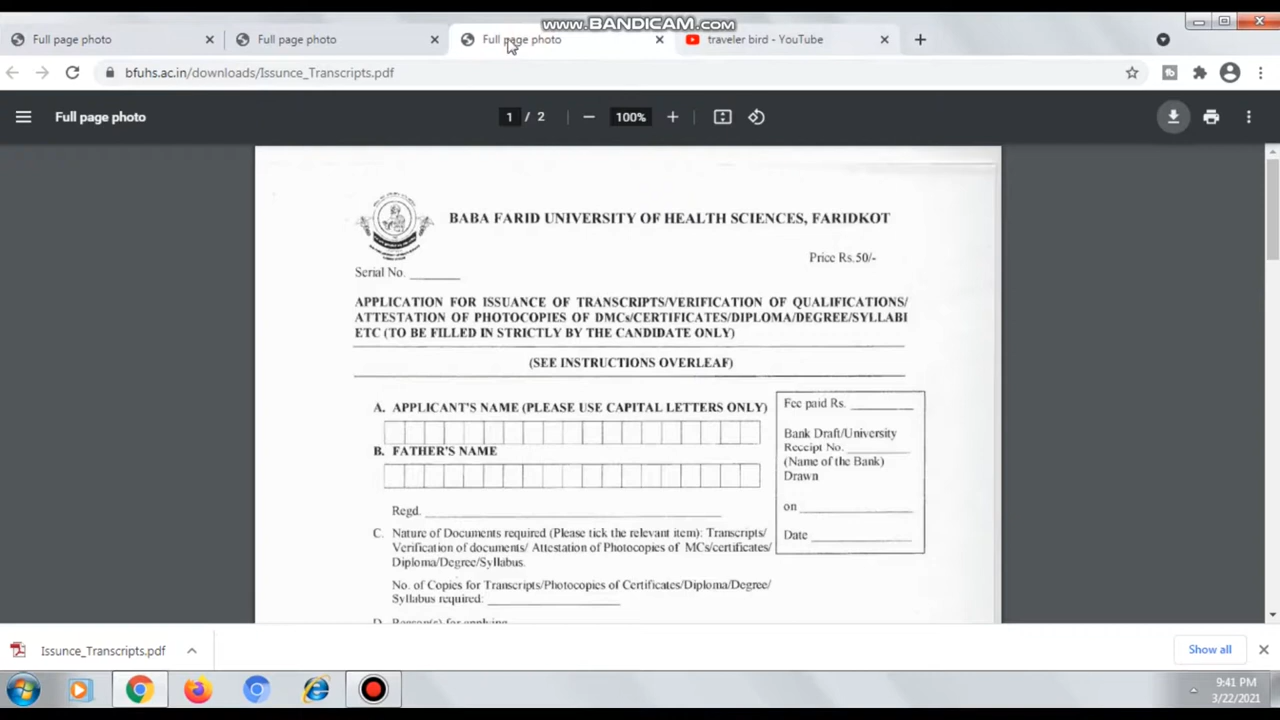 www.BANDICAM.com
Full page photo
Full page photo
Full page photo
traveler bird - YouTube
bfuhs.ac.in/downloads/Issunce_Transcripts.pdf
Full page photo
1 / 2
100%
BABA FARID UNIVERSITY OF HEALTH SCIENCES, FARIDKOT
Price Rs.50/-
Serial No.
APPLICATION FOR ISSUANCE OF TRANSCRIPTS/VERIFICATION OF QUALIFICATIONS/
ATTESTATION OF PHOTOCOPIES OF DMCs/CERTIFICATES/DIPLOMA/DEGREE/SYLLABI
ETC (TO BE FILLED IN STRICTLY BY THE CANDIDATE ONLY)
(SEE INSTRUCTIONS OVERLEAF)
A. APPLICANT'S NAME (PLEASE USE CAPITAL LETTERS ONLY)
B. FATHER'S NAME
Regd.
C. Nature of Documents required (Please tick the relevant item): Transcripts/
Verification of documents/ Attestation of Photocopies of MCs/certificates/
Diploma/Degree/Syllabus.
No. of Copies for Transcripts/Photocopies of Certificates/Diploma/Degree/
Syllabus required:
D. Reason(s) for applying
Fee paid Rs.
Bank Draft/University
Receipt No.
(Name of the Bank)
Drawn
on
Date
Issunce_Transcripts.pdf
Show all
9:41 PM
3/22/2021